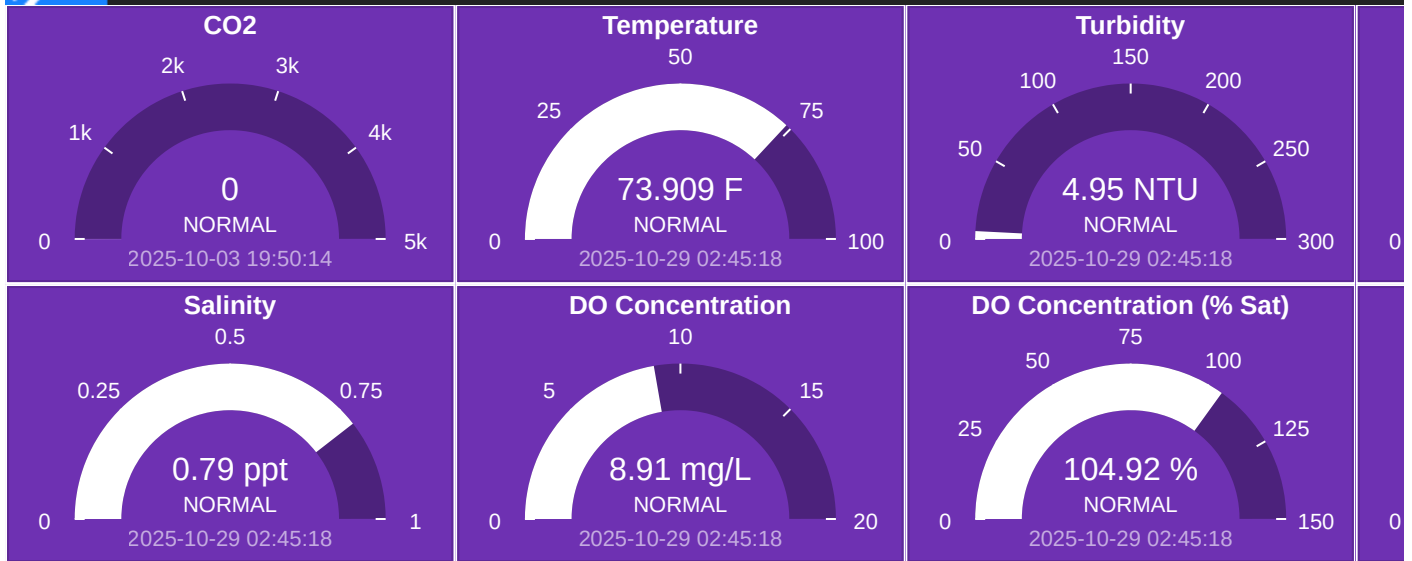 CO2
2k
3k
1k
4k
0
NORMAL
0
5k
2025-10-03 19:50:14
Temperature
50
25
75
73.909 F
NORMAL
0
100
2025-10-29 02:45:18
Turbidity
150
100
200
50
250
4.95 NTU
NORMAL
0
300
2025-10-29 02:45:18
0
Salinity
0.5
0.25
0.75
0.79 ppt
NORMAL
0
1
2025-10-29 02:45:18
DO Concentration
10
5
15
8.91 mg/L
NORMAL
0
20
2025-10-29 02:45:18
DO Concentration (% Sat)
75
50
100
25
125
104.92 %
NORMAL
0
150
2025-10-29 02:45:18
0